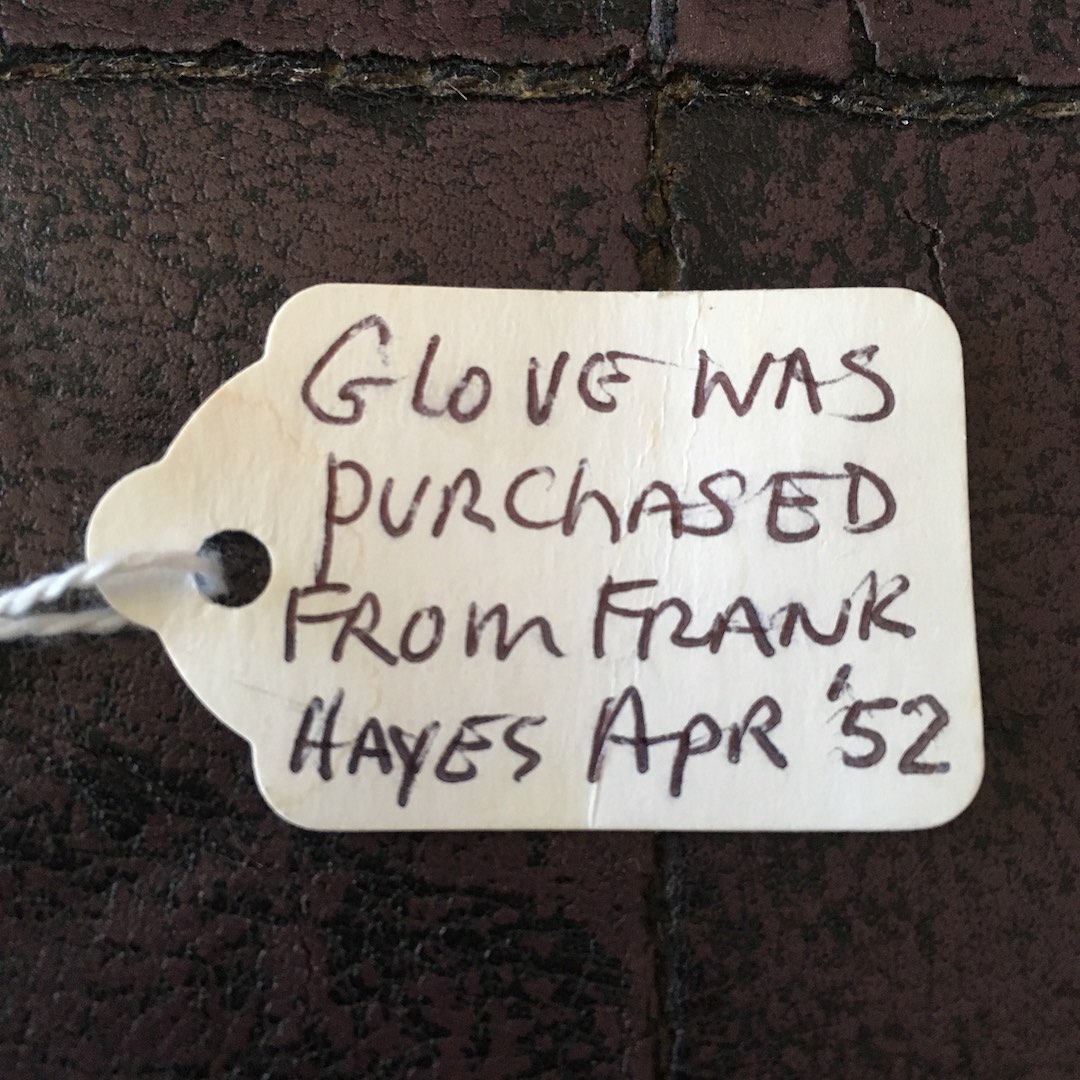 GLOVE WAS
PURChASED
FROM FRANK
HAYES APR '52